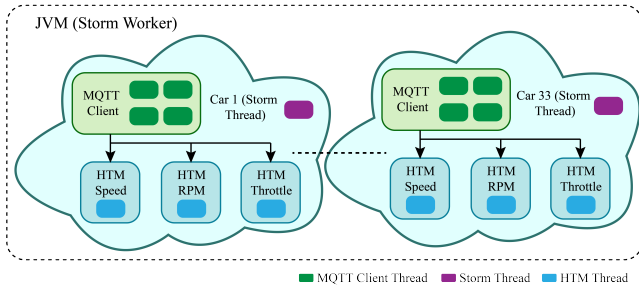 JVM (Storm Worker)
MQTT
Client
Car 1 (Storm
Thread)
HTM
Speed
HTM
RPM
HTM
Throttle
MQTT
Client
Car 33 (Storm
Thread)
HTM
Speed
HTM
RPM
HTM
Throttle
MQTT Client Thread
Storm Thread
HTM Thread